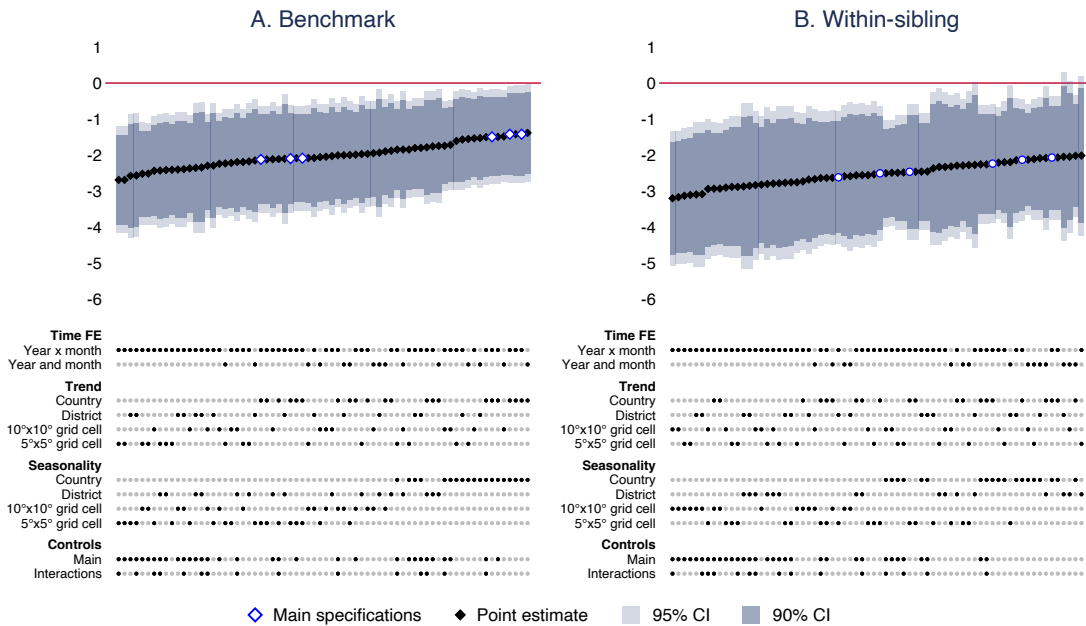 A. Benchmark
1
0
-1
-2
-3
-4
-5
-6
Time FE
Year x month
Year and month
Trend
Country
District
10°x10° grid cell
5°x5° grid cell
Seasonality
Country
District
10°x10° grid cell
5°x5° grid cell
Controls
Main
Interactions
B. Within-sibling
1
0
-1
-2
-3
-4
-5
-6
Time FE
Year x month
Year and month
Trend
Country
District
10°x10° grid cell
5°x5° grid cell
Seasonality
Country
District
10°x10° grid cell
5°x5° grid cell
Controls
Main
Interactions
Main specifications Point estimate 95% CI 90% CI